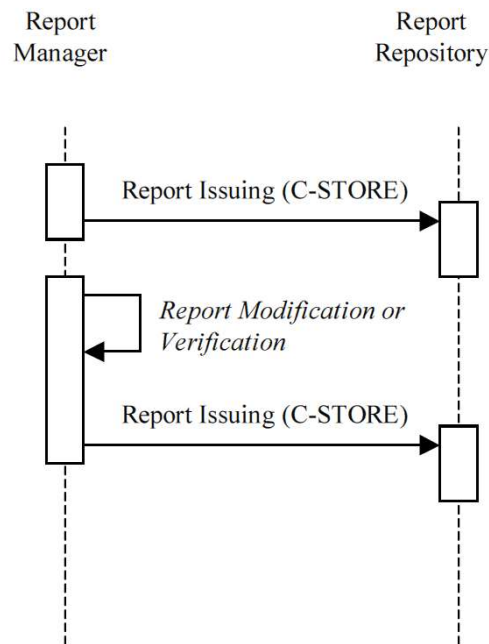 Report
Manager
Report
Repository
Report Issuing (C-STORE)
Report Modification or
Verification
Report Issuing (C-STORE)